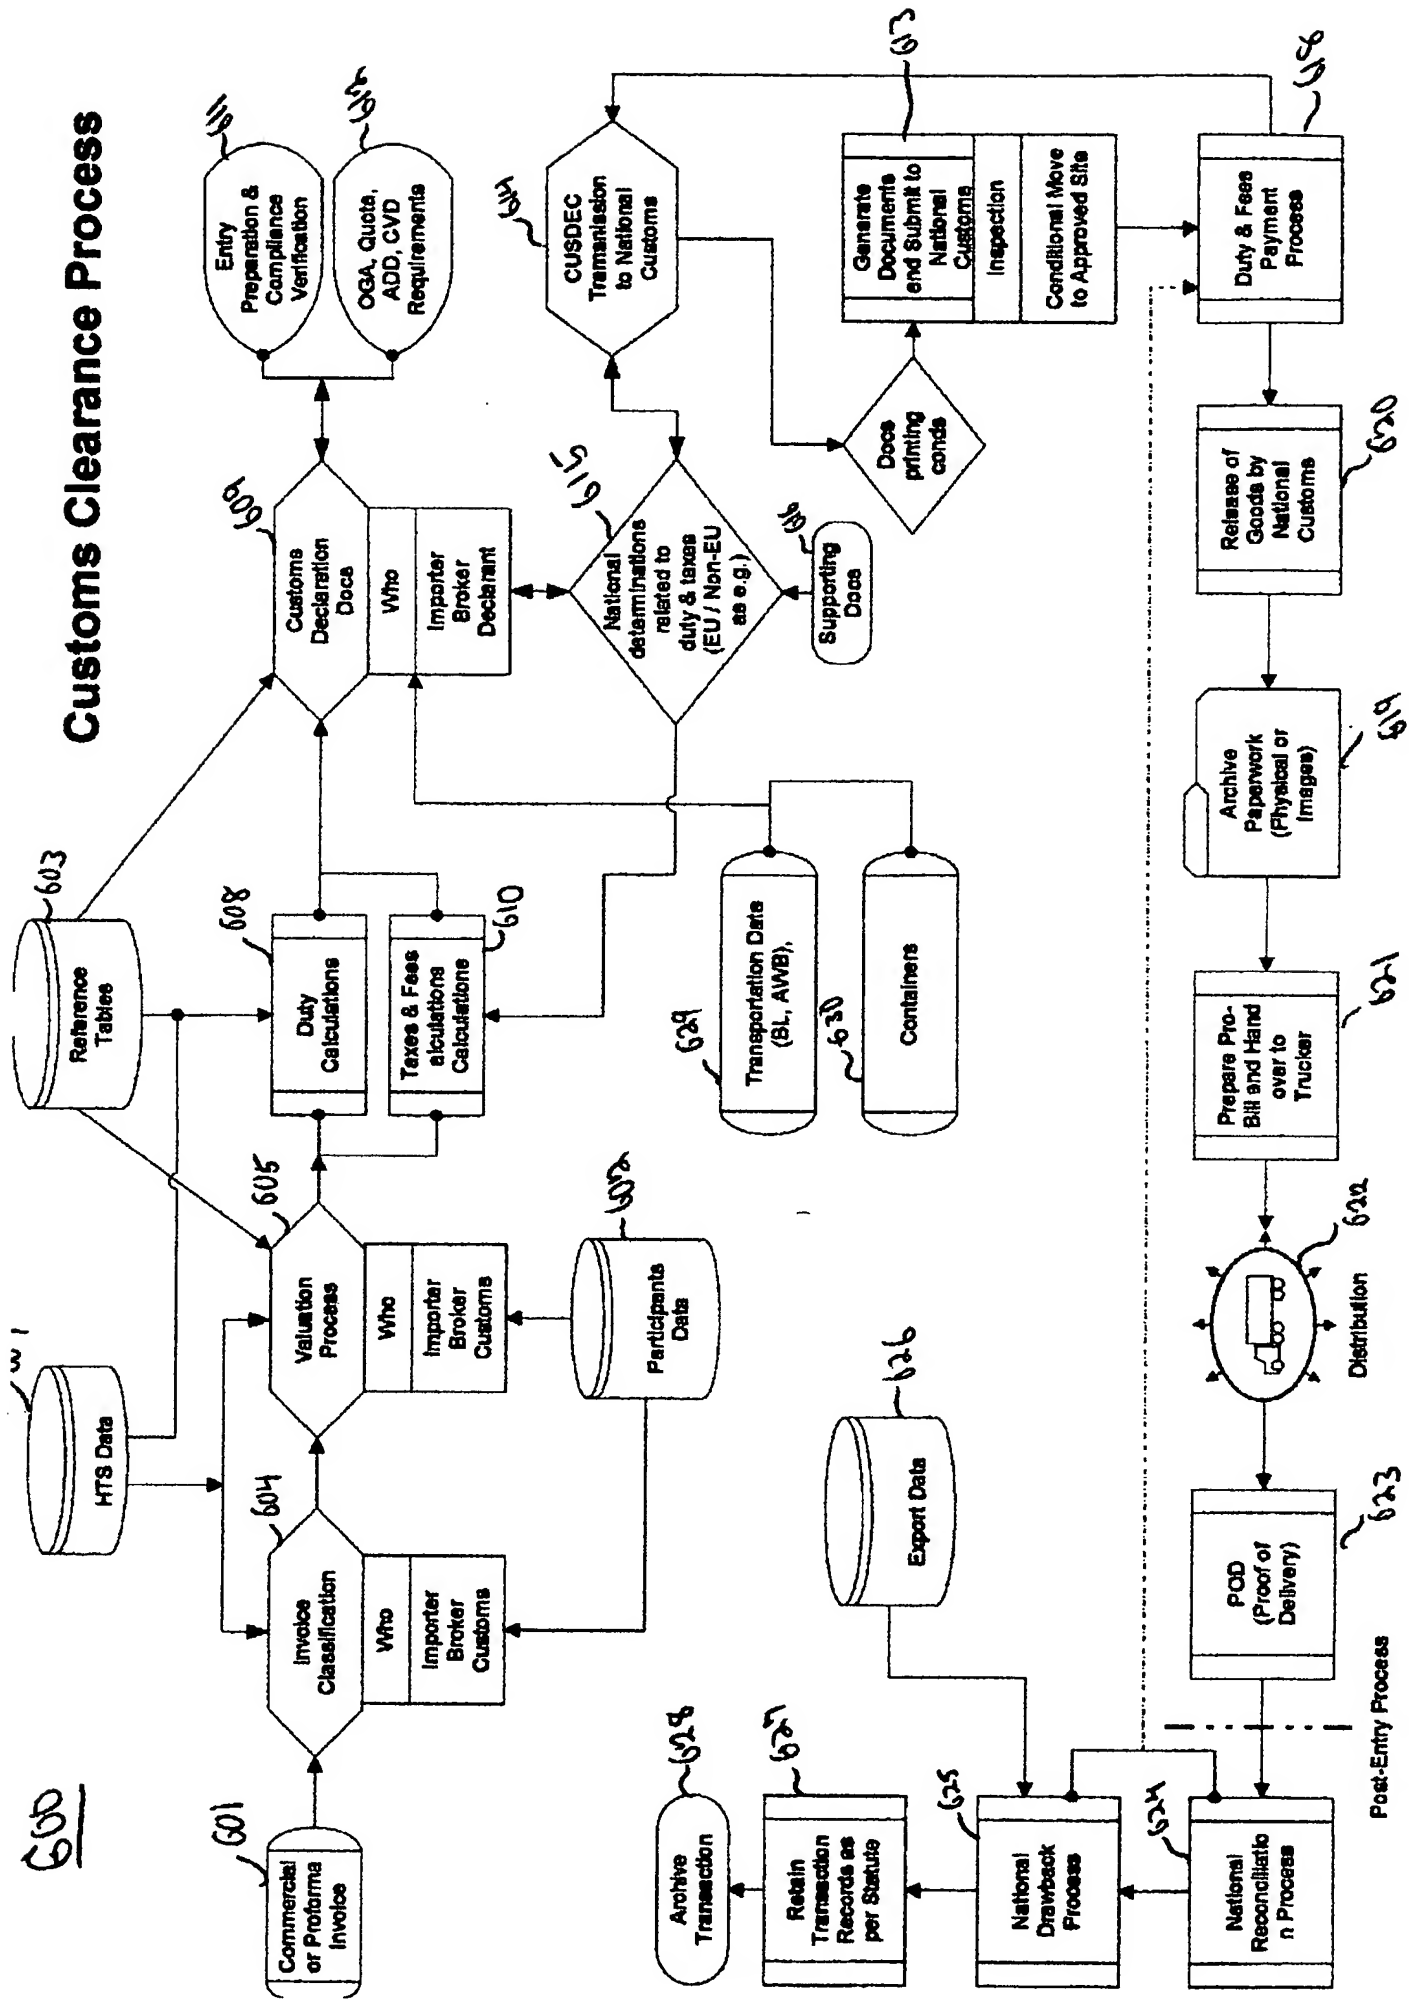 600
Customs Clearance Process
HTS Data
603
Reference
Tables
601
Commercial
or Proforma
Invoice
604
Invoice
Classification
Who
Importer
Broker
Customs
605
Valuation
Process
Who
Importer
Broker
Customs
602
Participants
Data
608
Duty
Calculations
Taxes & Fees
alculations
Calculations
610
609
Customs
Declaration
Docs
Who
Importer
Broker
Declarant
611
Entry
Preparation &
Compliance
Verification
612
OGA, Quota,
ADD, CVD
Requirements
614
CUSDEC
Transmission
to National
Customs
615
National
determinations
related to
duty & taxes
(EU / Non-EU
as e.g.)
616
Supporting
Docs
629
Transportation Data
(BL, AWB),
630
Containers
Docs
printing
conds
613
Generate
Documents
and Submit to
National
Customs
Inspection
Conditional Move
to Approved Site
626
Export Data
628
Archive
Transaction
627
Retain
Transaction
Records as
per Statute
625
National
Drawback
Process
624
National
Reconciliatio
n Process
Post-Entry Process
POD
(Proof of
Delivery)
623
622
Distribution
Prepare Pro-
Bill and Hand
over to
Trucker
621
Archive
Paperwork
(Physical or
Images)
619
Release of
Goods by
National
Customs
620
Duty & Fees
Payment
Process